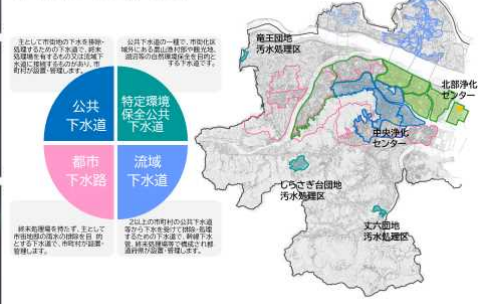 主として市街地の下水を排除・
処理するための下水道で、終末
処理場を有するもの又は流域下
水道に接続するものがあり、市
町村が設置・管理します。
公共下水道の一種で、市街化区
域外にある農山漁村部や観光地、
湖沼等の自然環境保全を目的と
する下水道です。
公共
下水道
特定環境
保全公共
下水道
都市
下水路
流域
下水道
終末処理場を持たず、主として
市街地部の雨水の排除を目的
とする下水道で、市町村が設置・
管理します。
2以上の市町村の公共下水道
等から下水を受けて排除・処理
するための下水道で、幹線下水
管、終末処理場等で構成され都
道府県が設置・管理します。
竜王団地
汚水処理区
北部浄化
センター
中央浄化
センター
しらさぎ台団地
汚水処理区
丈六団地
汚水処理区